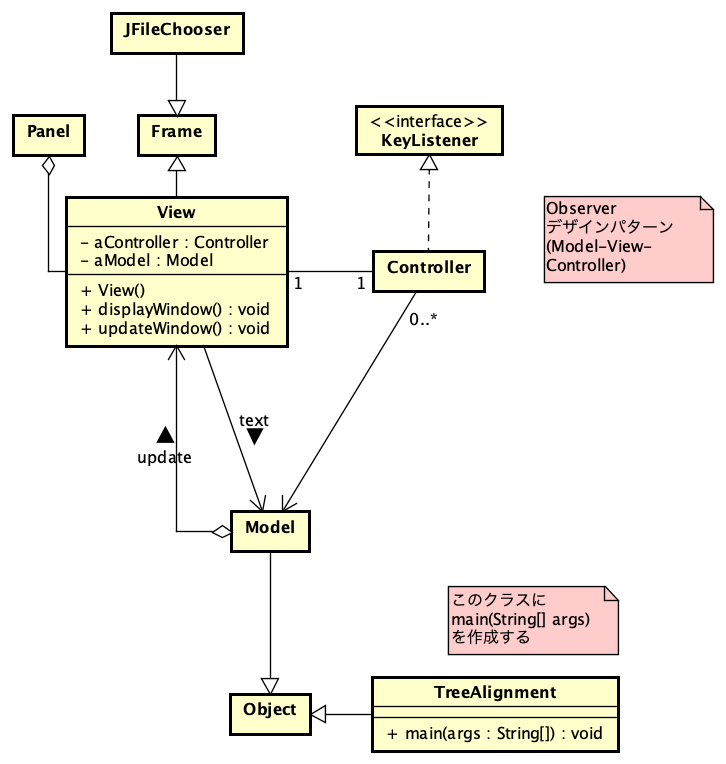 JFileChooser
Panel
Frame
<<interface>>
KeyListener
View
- aController : Controller
- aModel : Model
+ View()
+ displayWindow() : void
+ updateWindow() : void
1
1
Controller
0..*
Observer
デザインパターン
(Model-View-
Controller)
text
update
Model
このクラスに
main(String[] args)
を作成する
Object
TreeAlignment
+ main(args : String[]) : void